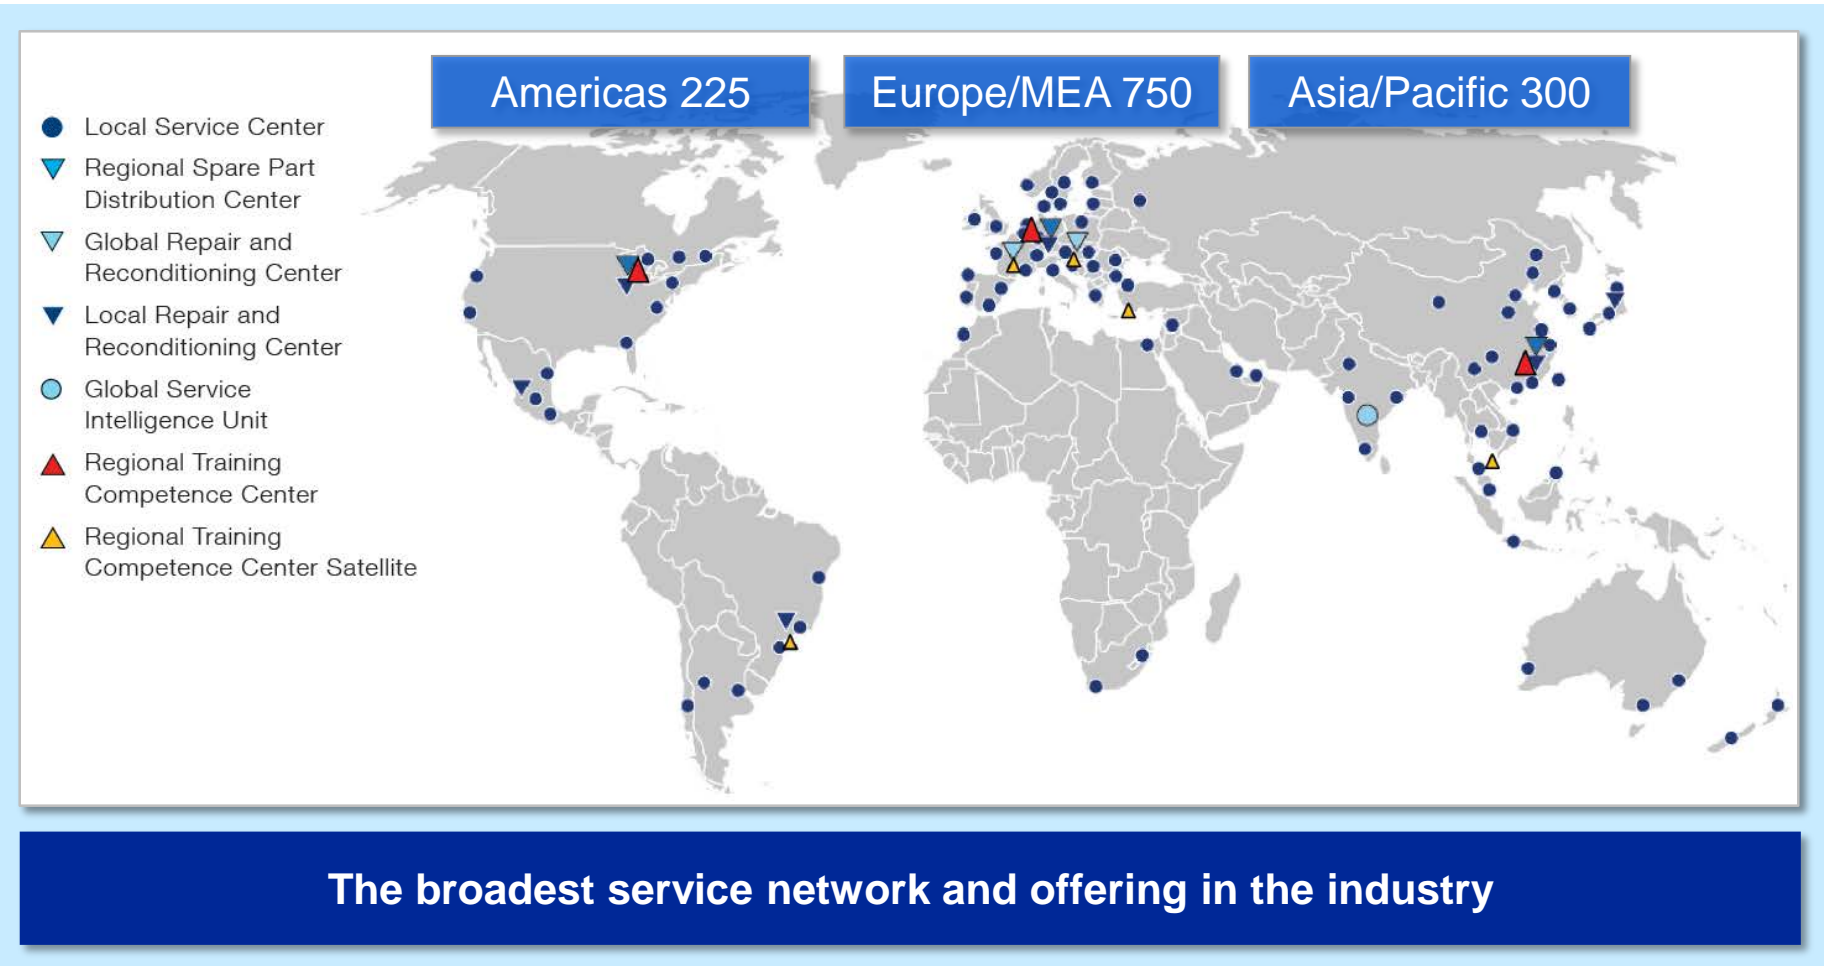 Americas 225
Europe/MEA 750
Asia/Pacific 300
Local Service Center
Regional Spare Part
Distribution Center
Global Repair and
Reconditioning Center
Local Repair and
Reconditioning Center
Global Service
Intelligence Unit
Regional Training
Competence Center
Regional Training
Competence Center Satellite
The broadest service network and offering in the industry